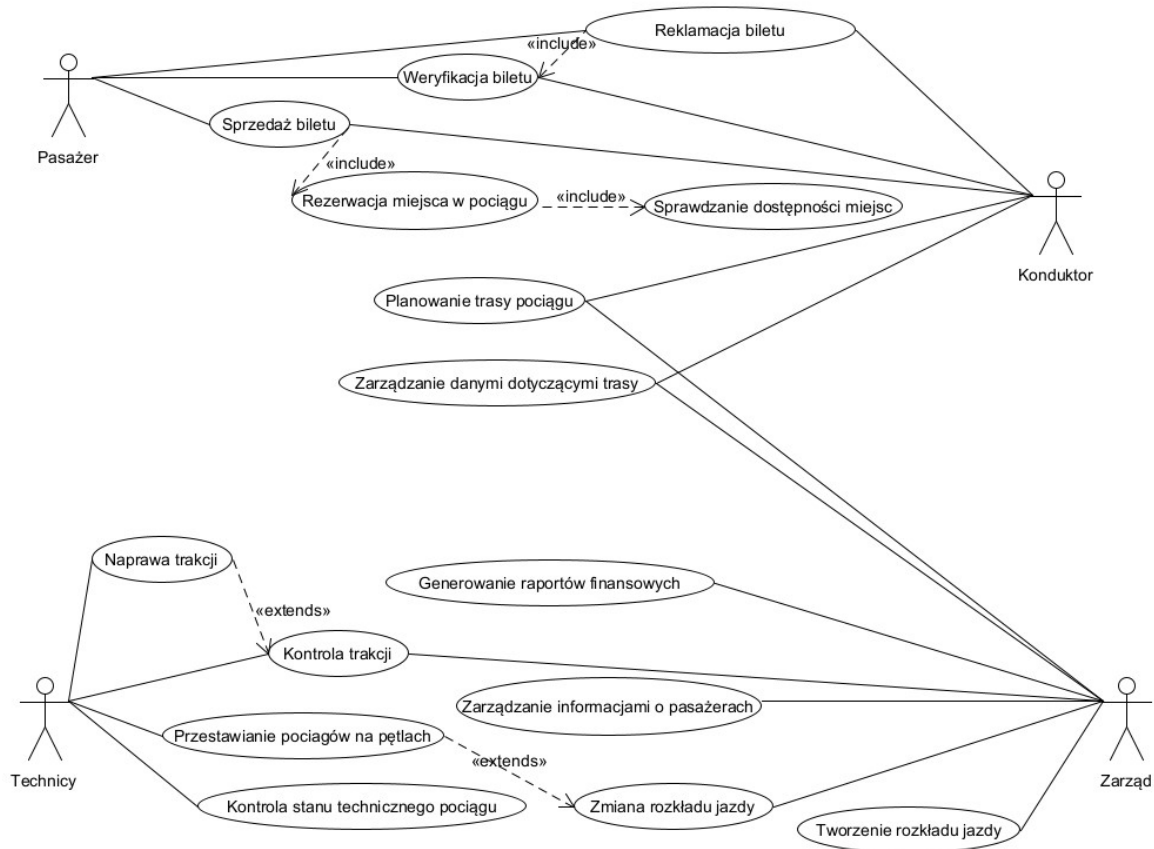 Reklamacja biletu
«include»
Weryfikacja biletu
Sprzedaż biletu
Pasażer
«include»
Rezerwacja miejsca w pociągu
«include»
Sprawdzanie dostępności miejsc
Konduktor
Planowanie trasy pociągu
Zarządzanie danymi dotyczącymi trasy
Naprawa trakcji
Generowanie raportów finansowych
«extends»
Kontrola trakcji
Zarządzanie informacjami o pasażerach
Przestawianie pociagów na pętlach
«extends»
Technicy
Zarząd
Kontrola stanu technicznego pociągu
Zmiana rozkładu jazdy
Tworzenie rozkładu jazdy